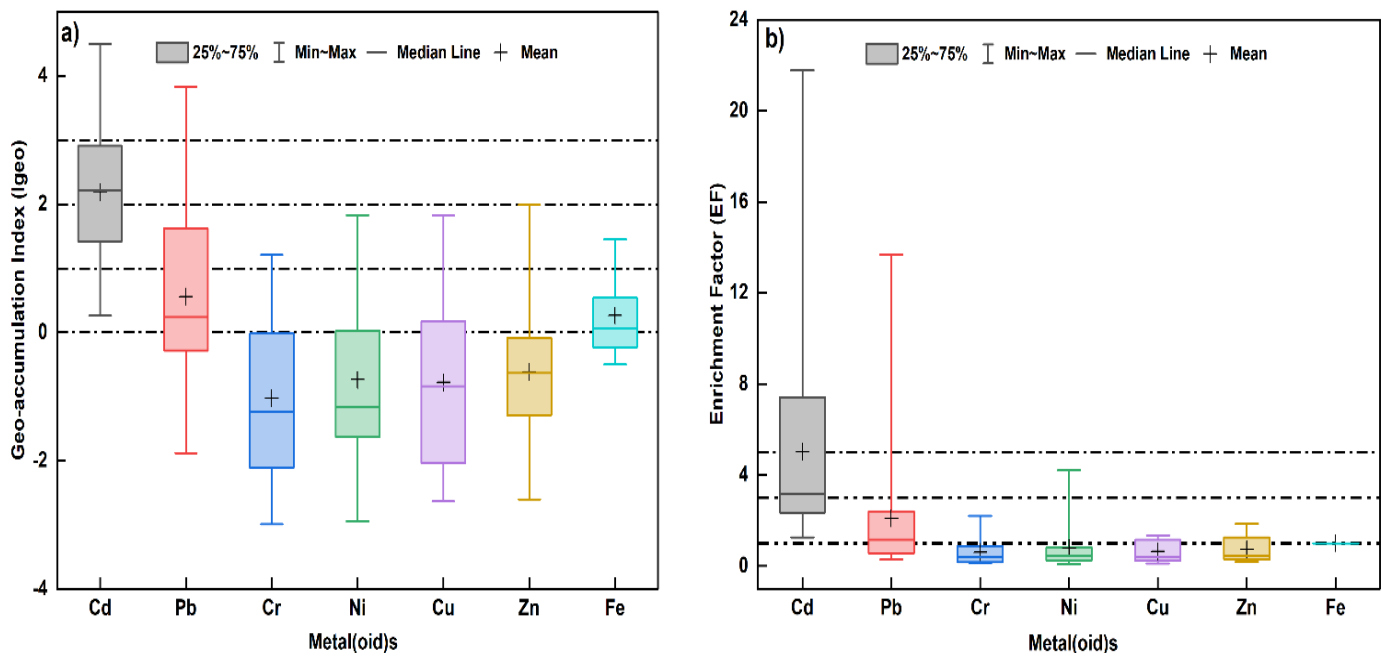 a)
25%~75% Min~Max Median Line Mean
Geo-accumulation Index (Igeo)
4
2
0
-2
-4
Cd Pb Cr Ni Cu Zn Fe
Metal(oid)s
b)
25%~75% Min~Max Median Line Mean
Enrichment Factor (EF)
24
20
16
12
8
4
0
Cd Pb Cr Ni Cu Zn Fe
Metal(oid)s